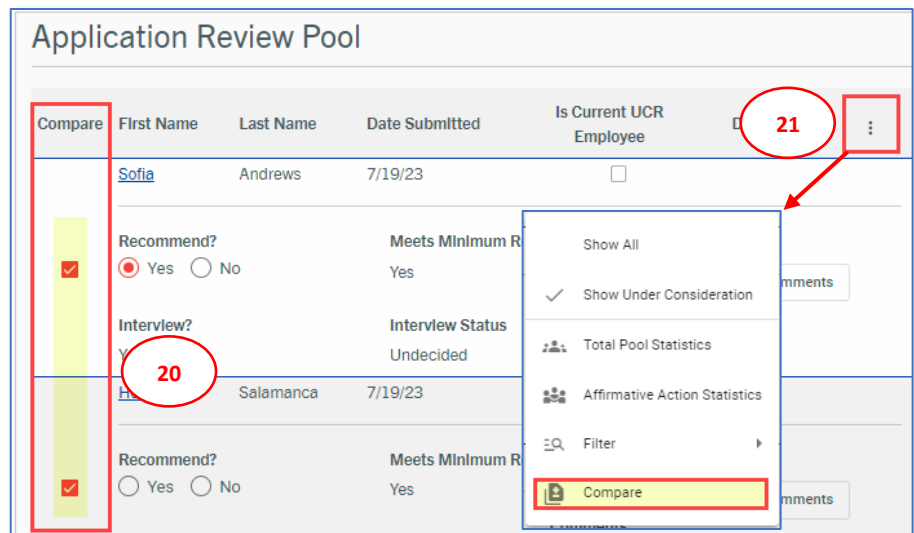 Application Review Pool
Compare First Name Last Name Date Submitted Is Current UCR Employee 21
Sofia Andrews 7/19/23
Recommend? Meets Minimum R
Yes No Yes
Interview? Interview Status
Undecided
20
Salamanca 7/19/23
Recommend? Meets Minimum R
Yes No Yes
Show All
Show Under Consideration
Total Pool Statistics
Affirmative Action Statistics
Filter
Compare
mments
mments